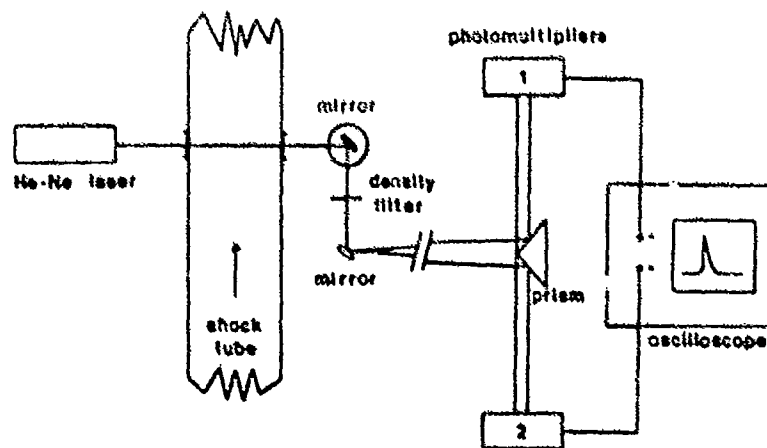 photomultipliers
1
mirror
He-Ne laser
density
filter
mirror
prism
shock
tube
oscilloscope
2